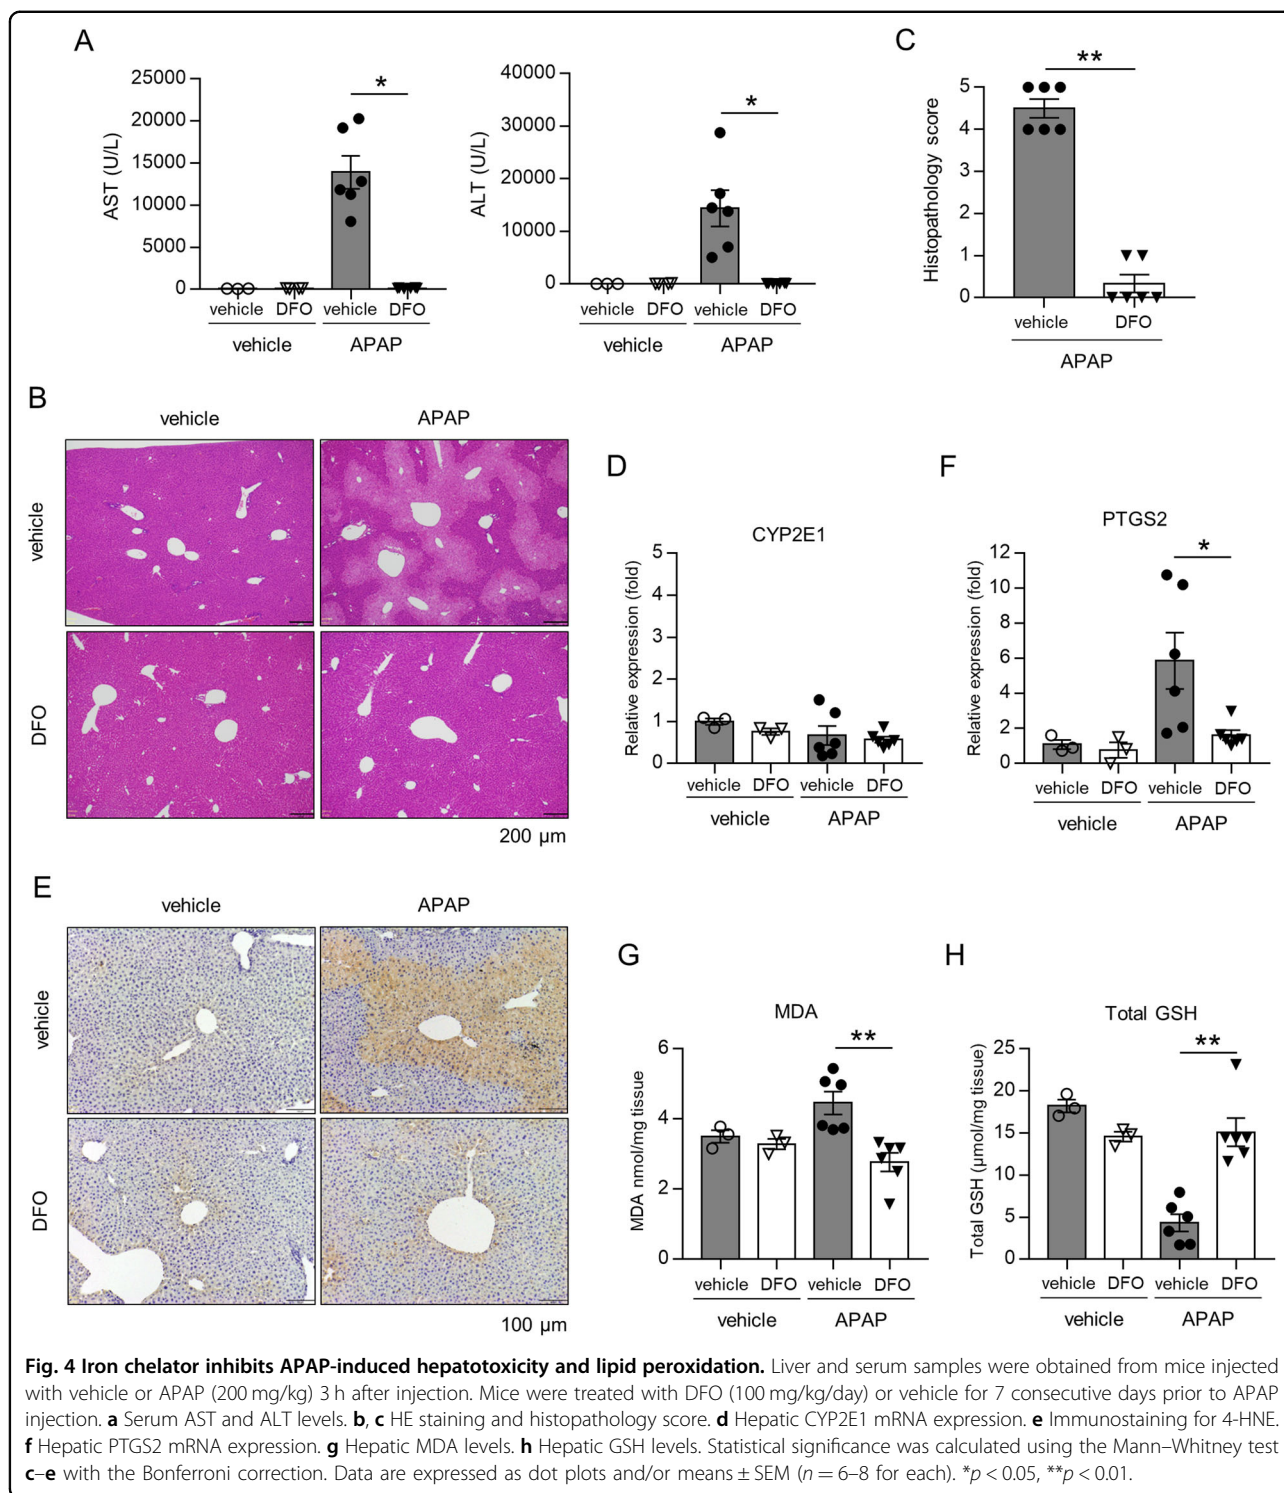 A
AST (U/L)
25000
20000
15000
10000
5000
0
*
vehicle DFO vehicle DFO
vehicle APAP
ALT (U/L)
40000
30000
20000
10000
0
*
vehicle DFO vehicle DFO
vehicle APAP
C
Histopathology score
5
4
1
0
**
vehicle DFO
APAP
B
vehicle APAP
vehicle
DFO
200 µm
D
CYP2E1
Relative expression (fold)
5
4
3
2
1
0
vehicle DFO vehicle DFO
vehicle APAP
F
PTGS2
Relative expression (fold)
12
10
8
6
4
2
0
*
vehicle DFO vehicle DFO
vehicle APAP
E
vehicle APAP
vehicle
DFO
100 µm
G
MDA
MDA nmol/mg tissue
6
4
2
0
**
vehicle DFO vehicle DFO
vehicle APAP
H
Total GSH
Total GSH (µmol/mg tissue)
25
20
15
10
5
0
**
vehicle DFO vehicle DFO
vehicle APAP
Fig. 4 Iron chelator inhibits APAP-induced hepatotoxicity and lipid peroxidation. Liver and serum samples were obtained from mice injected
with vehicle or APAP (200 mg/kg) 3 h after injection. Mice were treated with DFO (100 mg/kg/day) or vehicle for 7 consecutive days prior to APAP
injection. a Serum AST and ALT levels. b, c HE staining and histopathology score. d Hepatic CYP2E1 mRNA expression. e Immunostaining for 4-HNE.
f Hepatic PTGS2 mRNA expression. g Hepatic MDA levels. h Hepatic GSH levels. Statistical significance was calculated using the Mann–Whitney test
c–e with the Bonferroni correction. Data are expressed as dot plots and/or means ± SEM (n = 6–8 for each). *p < 0.05, **p < 0.01.